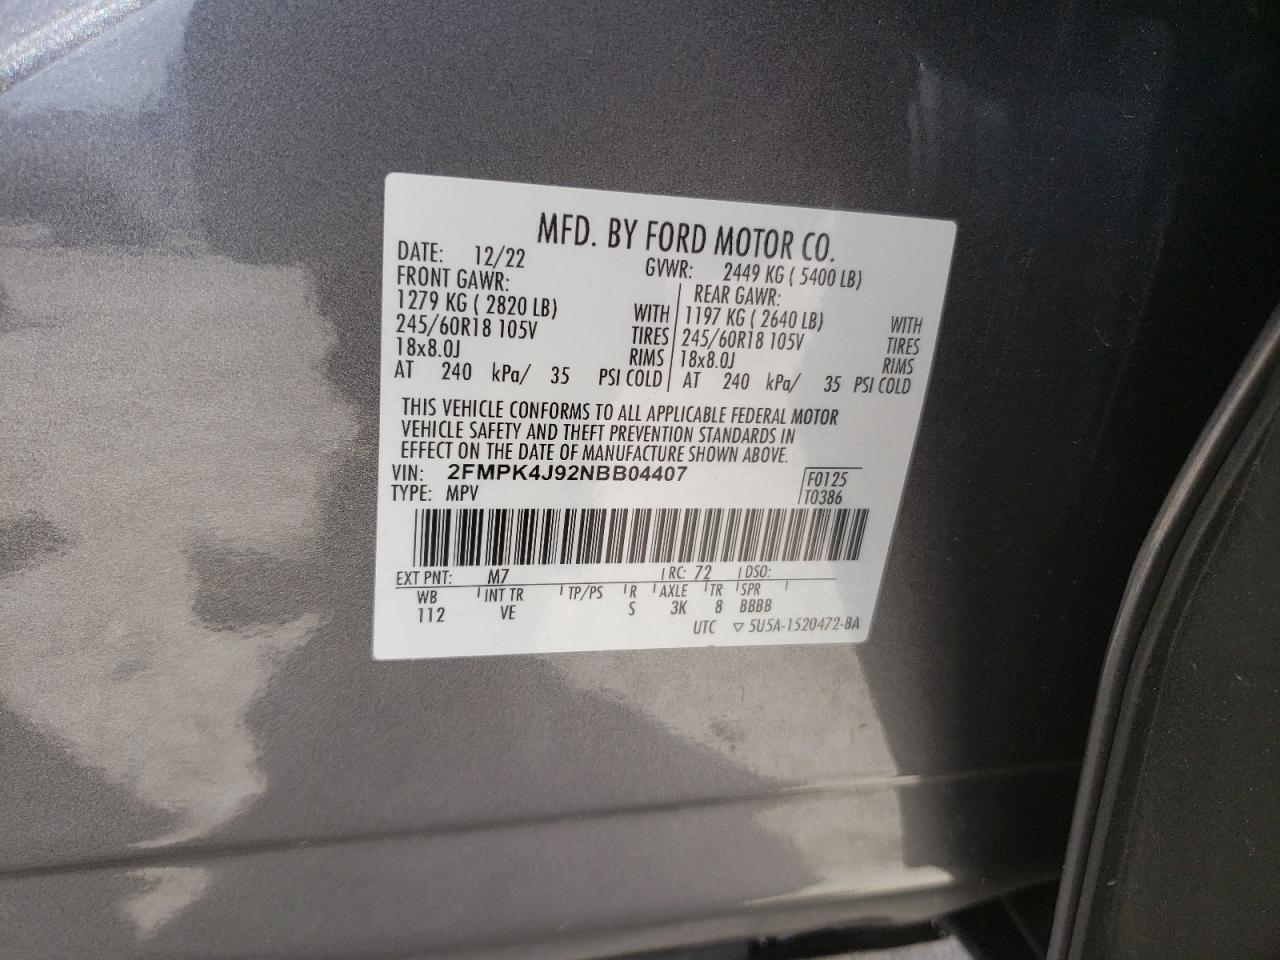 MFD. BY FORD MOTOR CO.
DATE: 12/22 GVWR: 2449 KG ( 5400 LB)
FRONT GAWR: REAR GAWR:
1279 KG ( 2820 LB) WITH 1197 KG ( 2640 LB) WITH
245/60R18 105V TIRES 245/60R18 105V TIRES
18x8.0J RIMS 18x8.0J RIMS
AT 240 kPa/ 35 PSI COLD AT 240 kPa/ 35 PSI COLD
THIS VEHICLE CONFORMS TO ALL APPLICABLE FEDERAL MOTOR
VEHICLE SAFETY AND THEFT PREVENTION STANDARDS IN
EFFECT ON THE DATE OF MANUFACTURE SHOWN ABOVE.
VIN: 2FMPK4J92NBB04407 F0125
TYPE: MPV T0386
EXT PNT: M7 RC: 72 DSO:
WB INT TR TP/PS R AXLE TR SPR
112 VE S 3K 8 BBBB
UTC ▽ 5U5A-1520472-BA